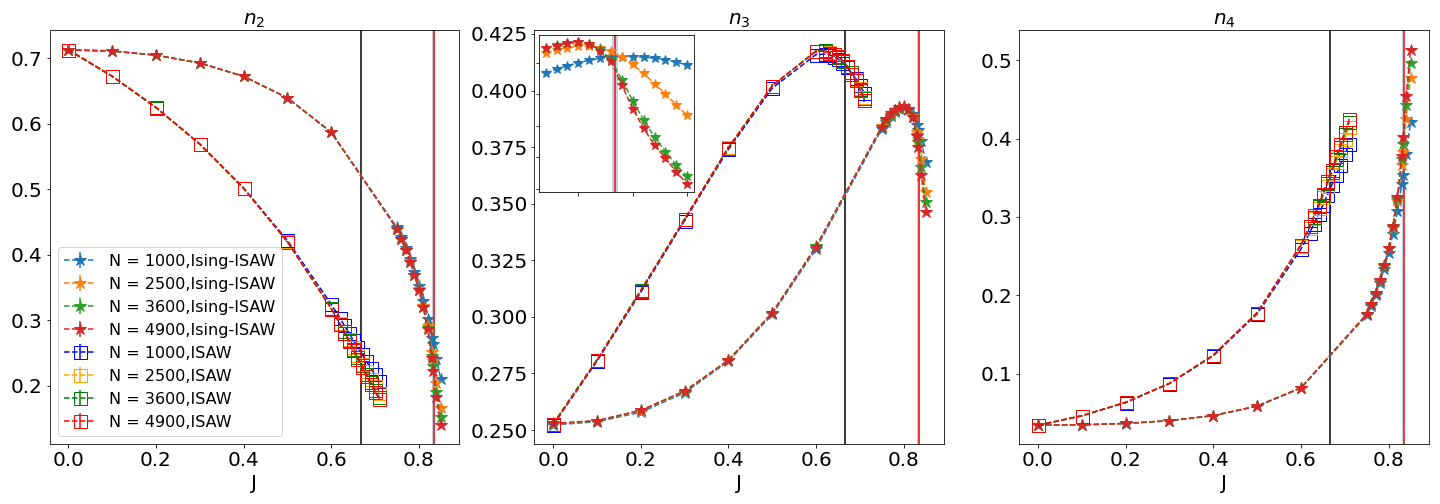 n2
0.7
0.6
0.5
0.4
0.3
0.2
N = 1000,Ising-ISAW
N = 2500,Ising-ISAW
N = 3600,Ising-ISAW
N = 4900,Ising-ISAW
N = 1000,ISAW
N = 2500,ISAW
N = 3600,ISAW
N = 4900,ISAW
0.0 0.2 0.4 0.6 0.8
J
n3
0.425
0.400
0.375
0.350
0.325
0.300
0.275
0.250
0.0 0.2 0.4 0.6 0.8
J
n4
0.5
0.4
0.3
0.2
0.1
0.0 0.2 0.4 0.6 0.8
J